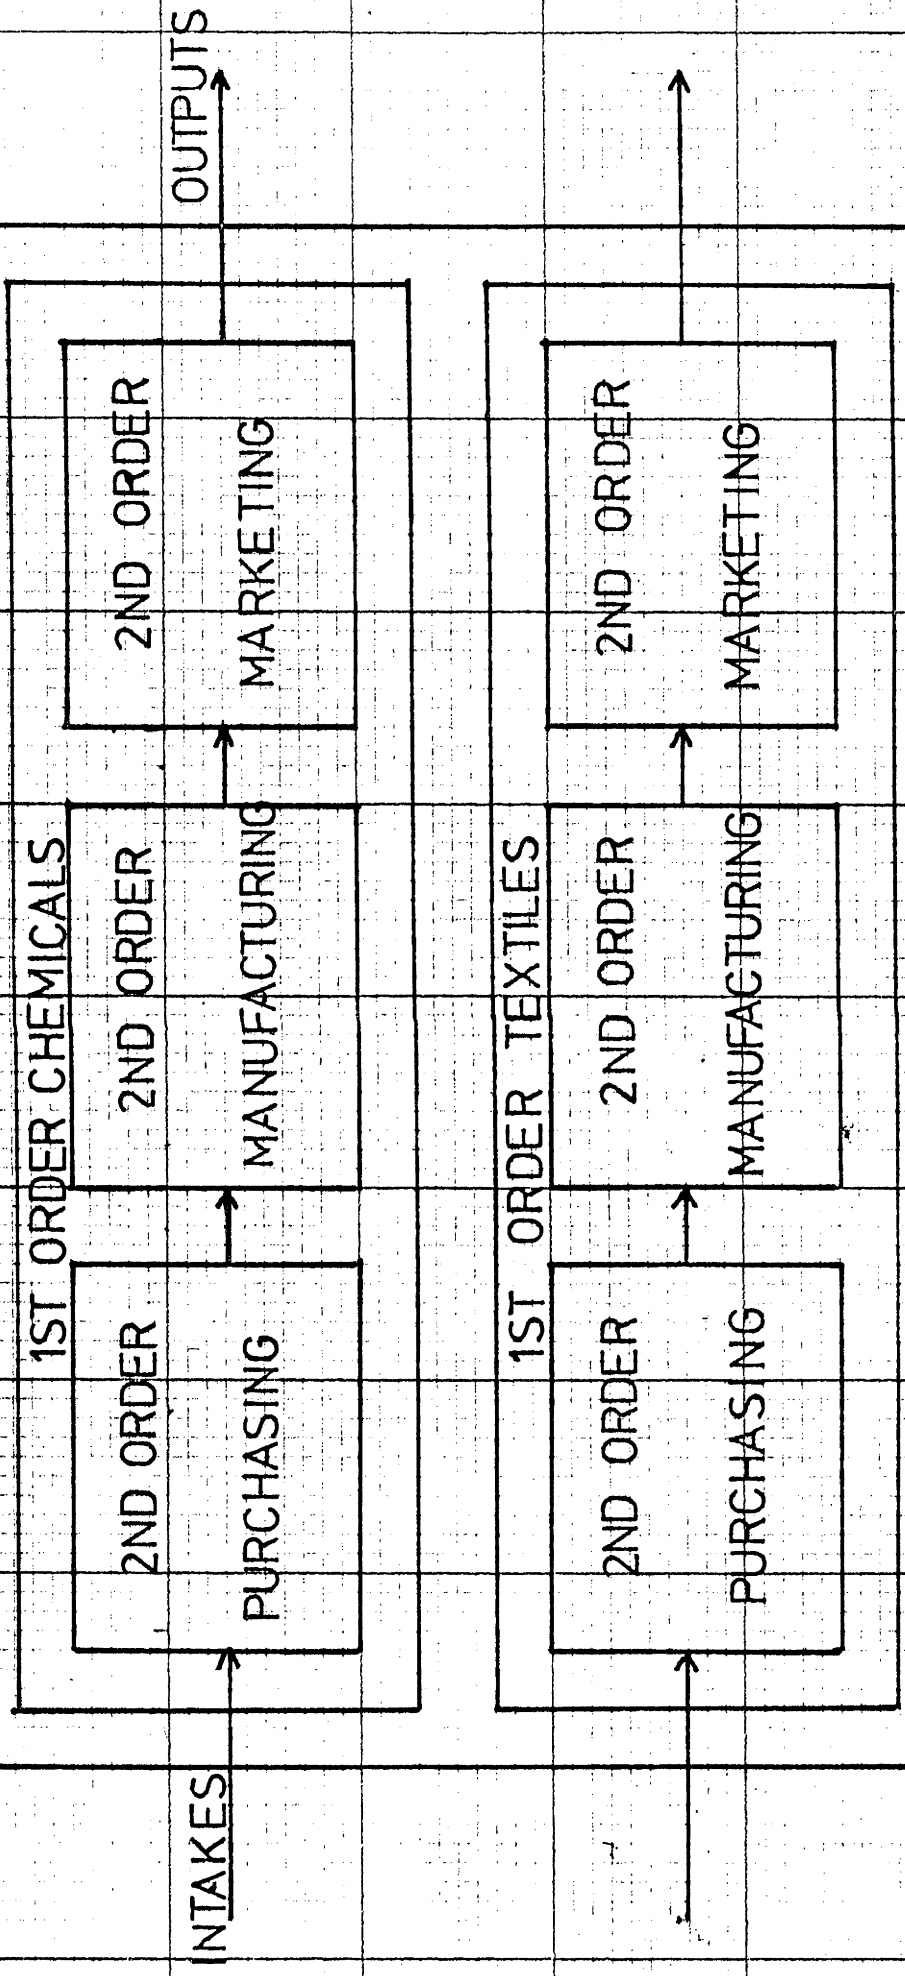 1ST ORDER CHEMICALS
INTAKES
2ND ORDER
PURCHASING
2ND ORDER
MANUFACTURING
2ND ORDER
MARKETING
OUTPUTS
1ST ORDER TEXTILES
2ND ORDER
PURCHASING
2ND ORDER
MANUFACTURING
2ND ORDER
MARKETING